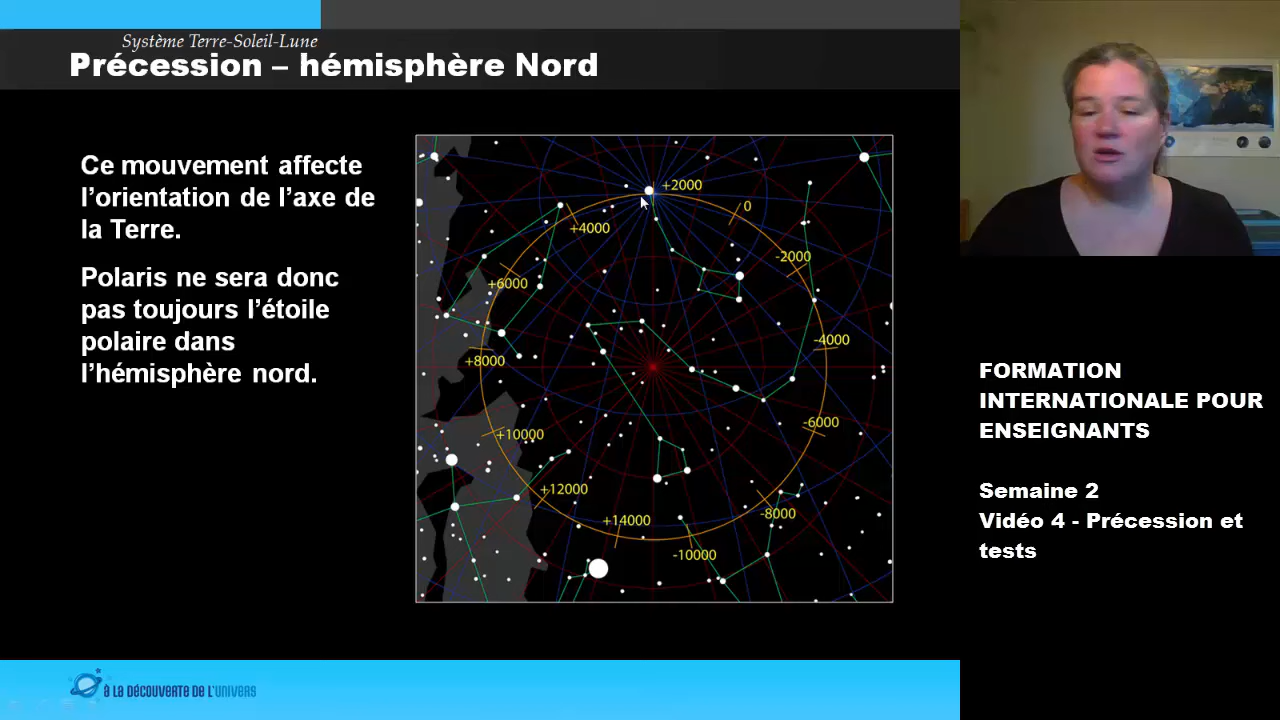 Système Terre-Soleil-Lune
Précession – hémisphère Nord
Ce mouvement affecte
l’orientation de l’axe de
la Terre.
Polaris ne sera donc
pas toujours l’étoile
polaire dans
l’hémisphère nord.
+2000
0
+4000
-2000
+6000
-4000
+8000
-6000
+10000
+12000
-8000
+14000
-10000
FORMATION
INTERNATIONALE POUR
ENSEIGNANTS
Semaine 2
Vidéo 4 - Précession et
tests
À LA DÉCOUVERTE DE L'UNIVERS